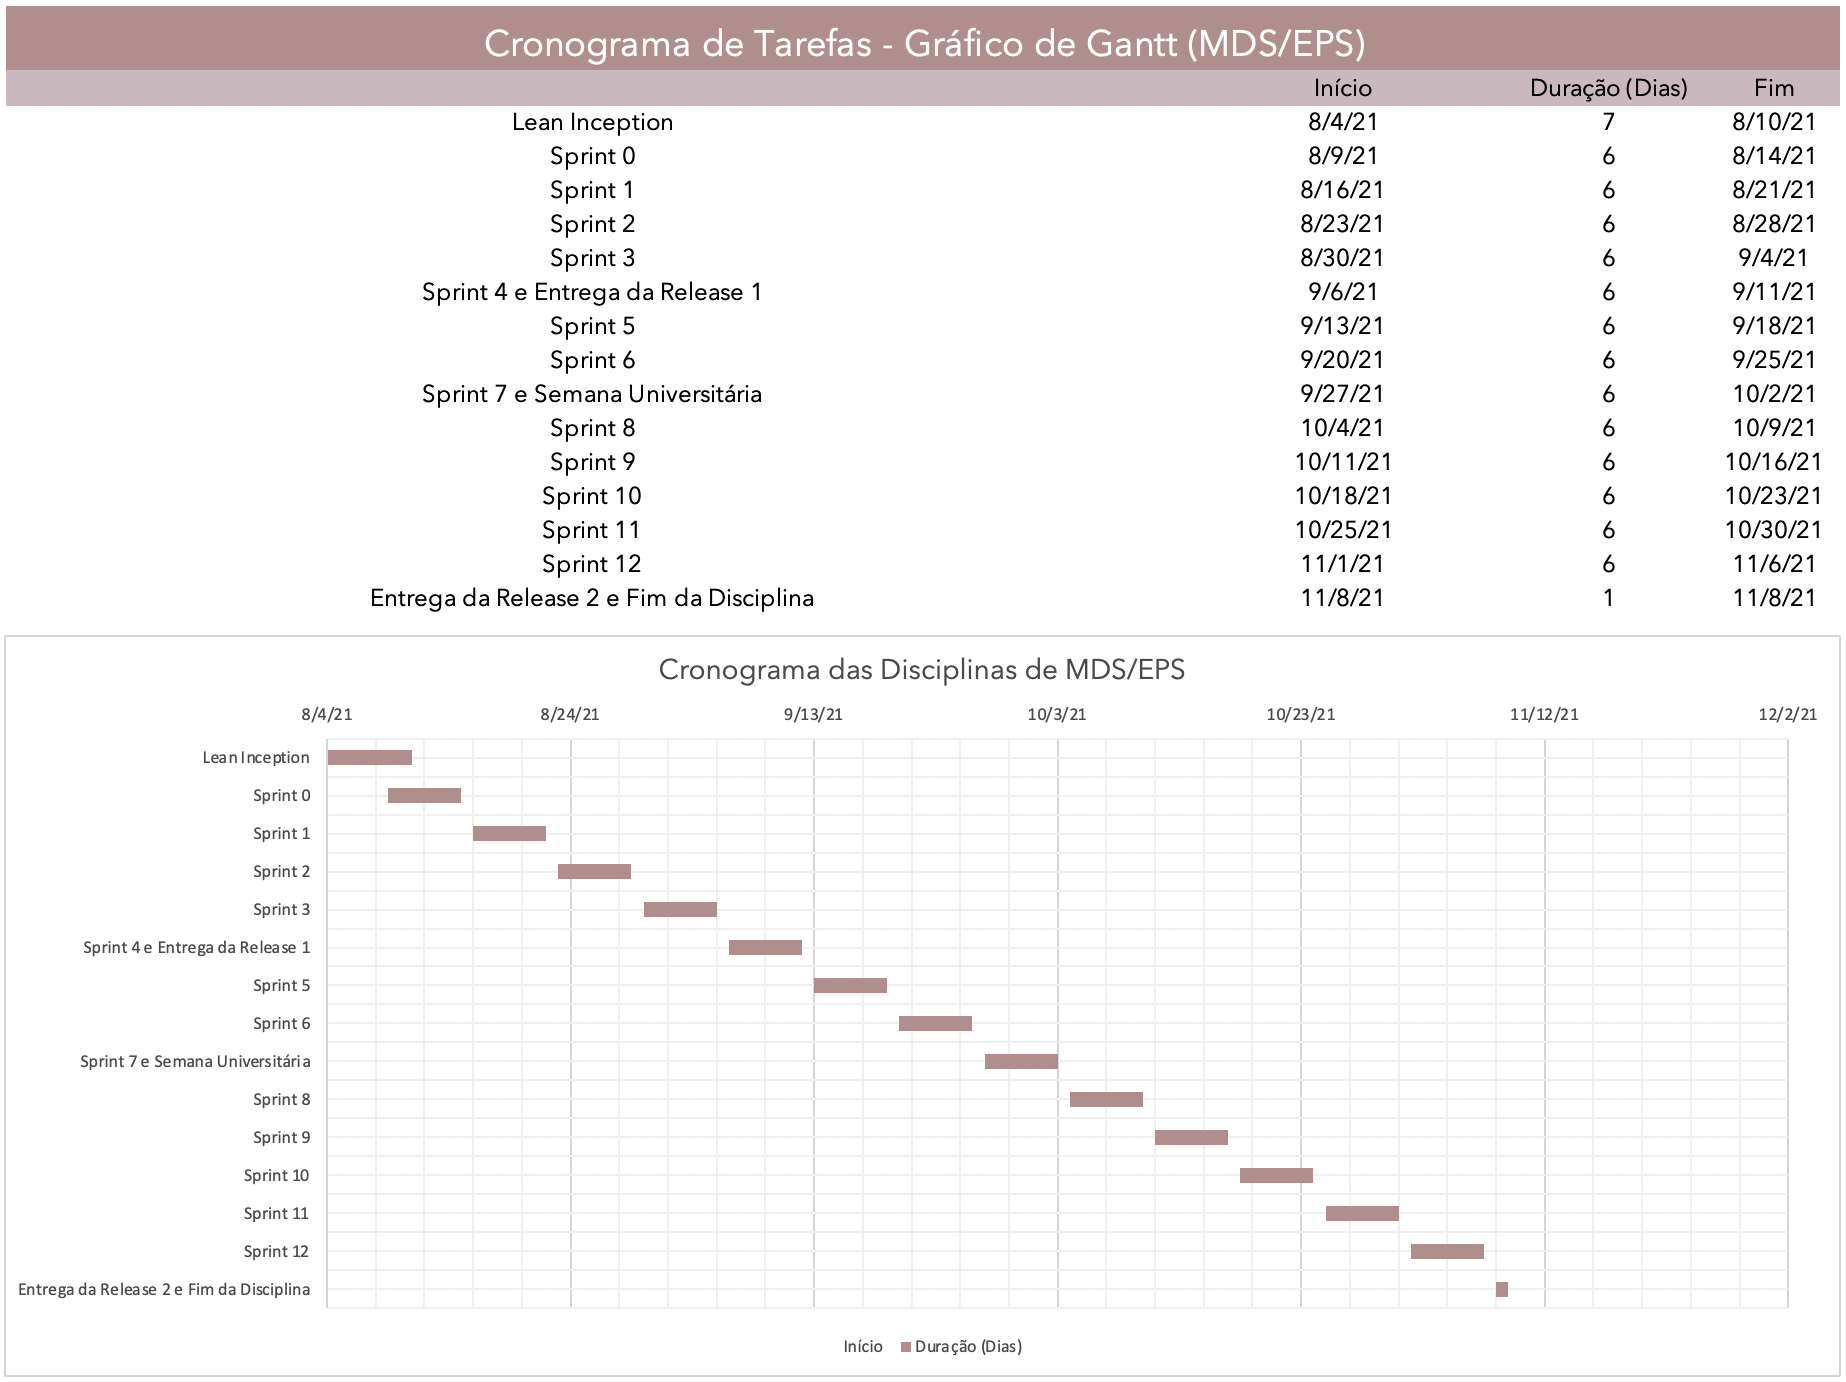 Cronograma de Tarefas - Gráfico de Gantt (MDS/EPS)
Início Duração (Dias) Fim
Lean Inception 8/4/21 7 8/10/21
Sprint 0 8/9/21 6 8/14/21
Sprint 1 8/16/21 6 8/21/21
Sprint 2 8/23/21 6 8/28/21
Sprint 3 8/30/21 6 9/4/21
Sprint 4 e Entrega da Release 1 9/6/21 6 9/11/21
Sprint 5 9/13/21 6 9/18/21
Sprint 6 9/20/21 6 9/25/21
Sprint 7 e Semana Universitária 9/27/21 6 10/2/21
Sprint 8 10/4/21 6 10/9/21
Sprint 9 10/11/21 6 10/16/21
Sprint 10 10/18/21 6 10/23/21
Sprint 11 10/25/21 6 10/30/21
Sprint 12 11/1/21 6 11/6/21
Entrega da Release 2 e Fim da Disciplina 11/8/21 1 11/8/21
Cronograma das Disciplinas de MDS/EPS
8/4/21 8/24/21 9/13/21 10/3/21 10/23/21 11/12/21 12/2/21
Lean Inception
Sprint 0
Sprint 1
Sprint 2
Sprint 3
Sprint 4 e Entrega da Release 1
Sprint 5
Sprint 6
Sprint 7 e Semana Universitária
Sprint 8
Sprint 9
Sprint 10
Sprint 11
Sprint 12
Entrega da Release 2 e Fim da Disciplina
Início Duração (Dias)